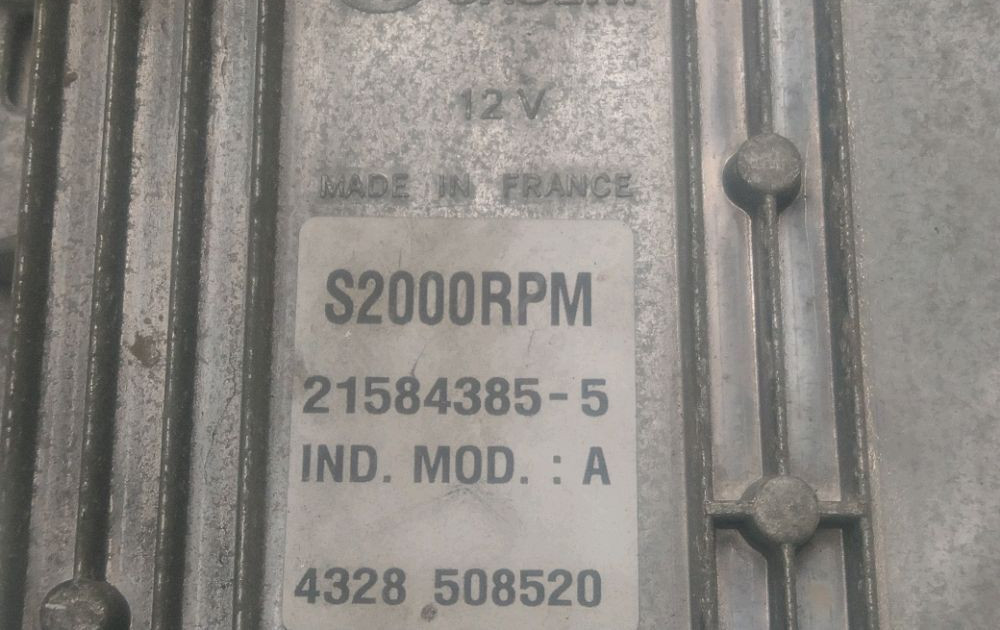 12 V
MADE IN FRANCE
S2000RPM
21584385-5
IND. MOD. : A
4328 508520